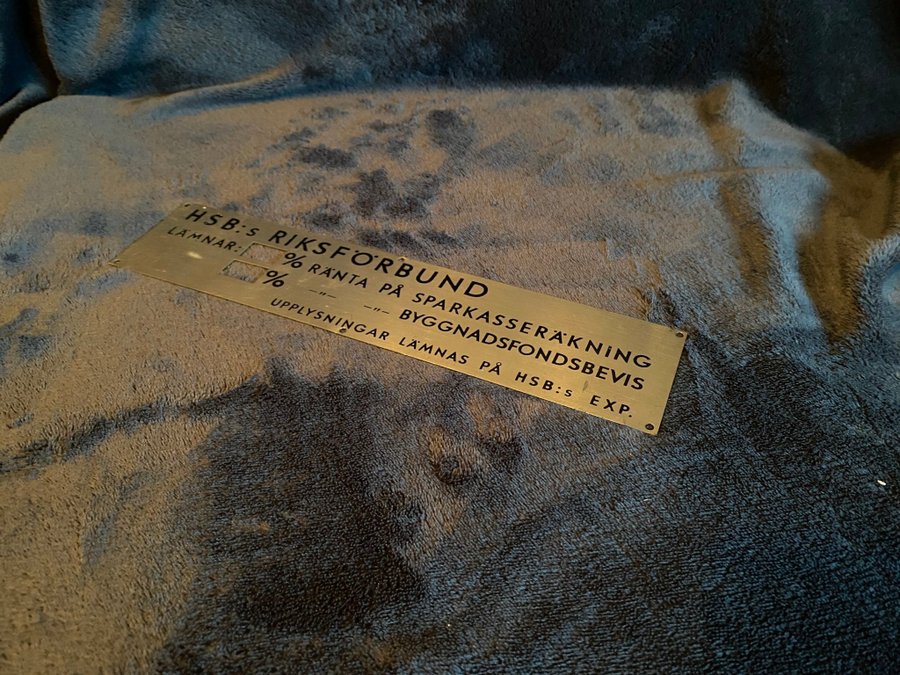 HSB:s RIKSFÖRBUND
LÄMNAR: % RÄNTA PÅ SPARKASSERÄKNING
% —"— —"— BYGGNADSFONDSBEVIS
UPPLYSNINGAR LÄMNAS PÅ HSB:s EXP.